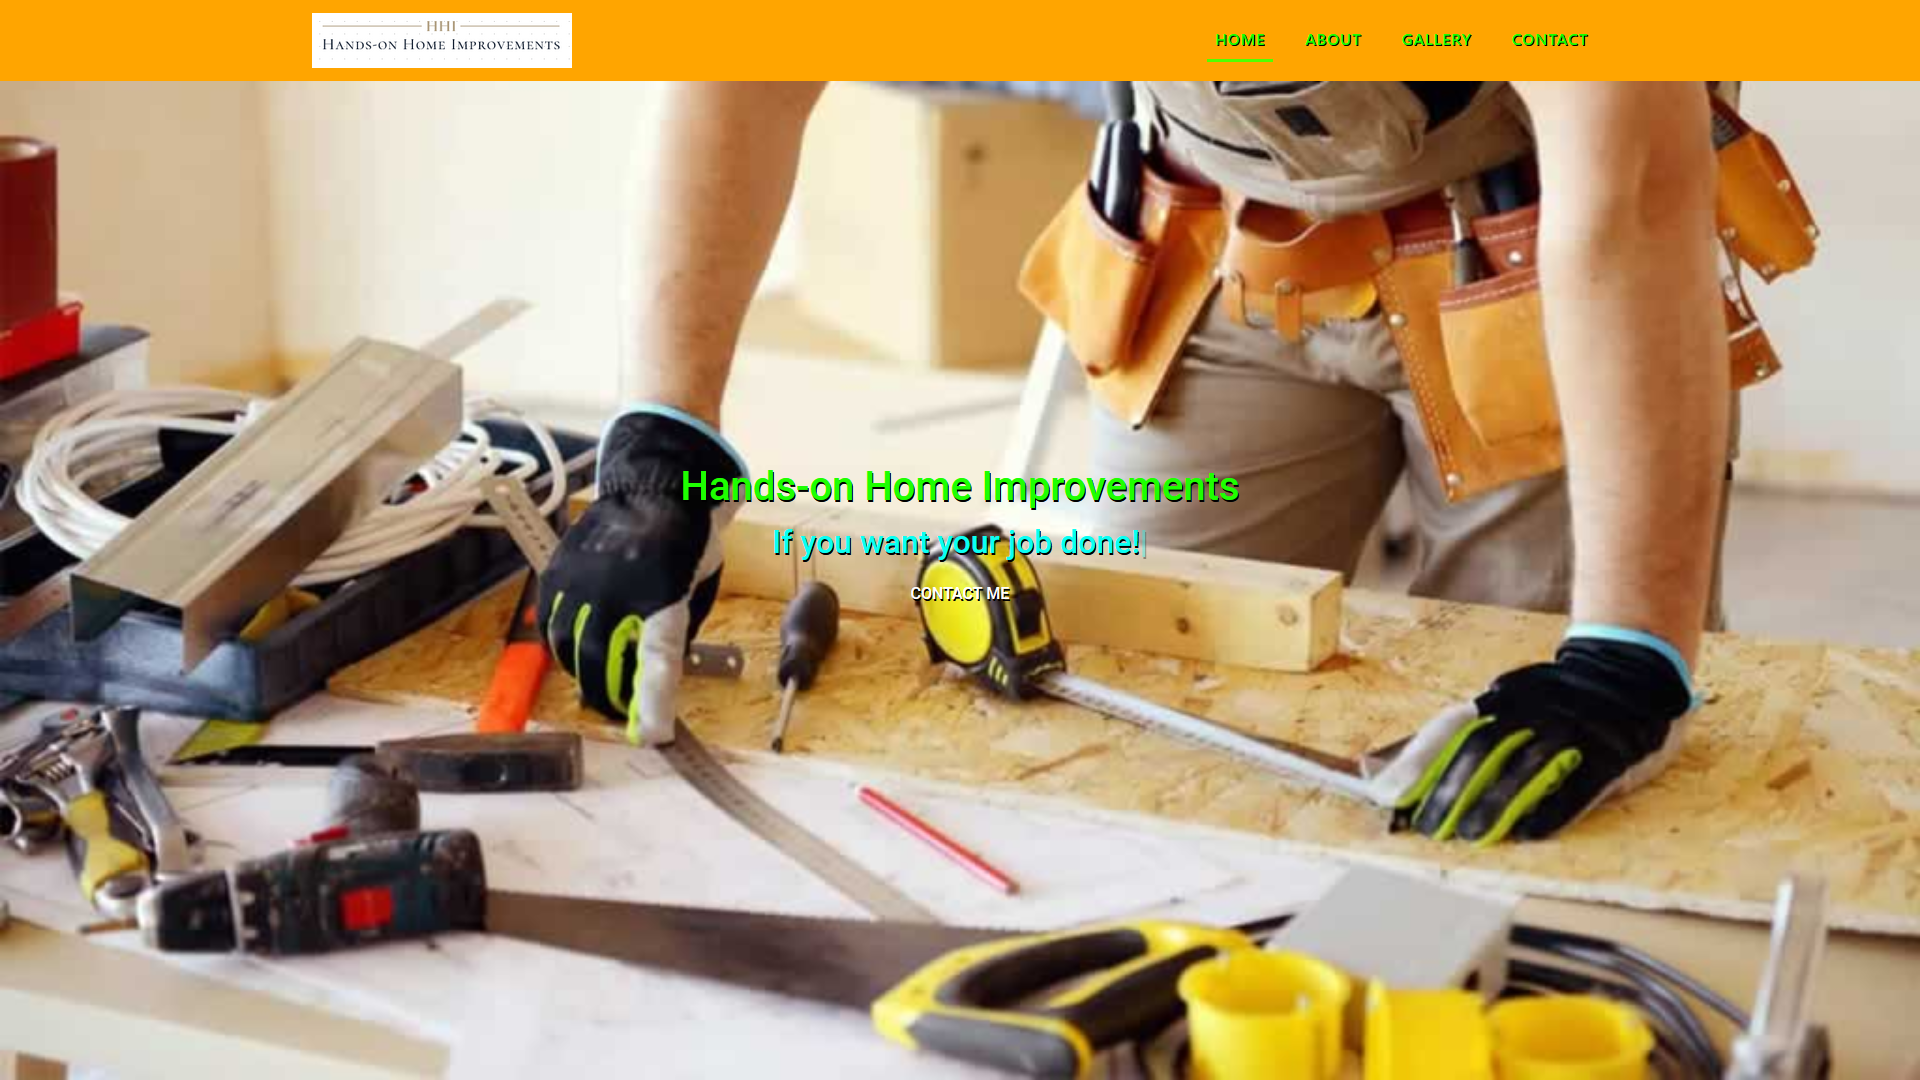 HHI
Hands-on Home Improvements
HOME ABOUT GALLERY CONTACT
Hands-on Home Improvements
If you want your job done!
CONTACT ME